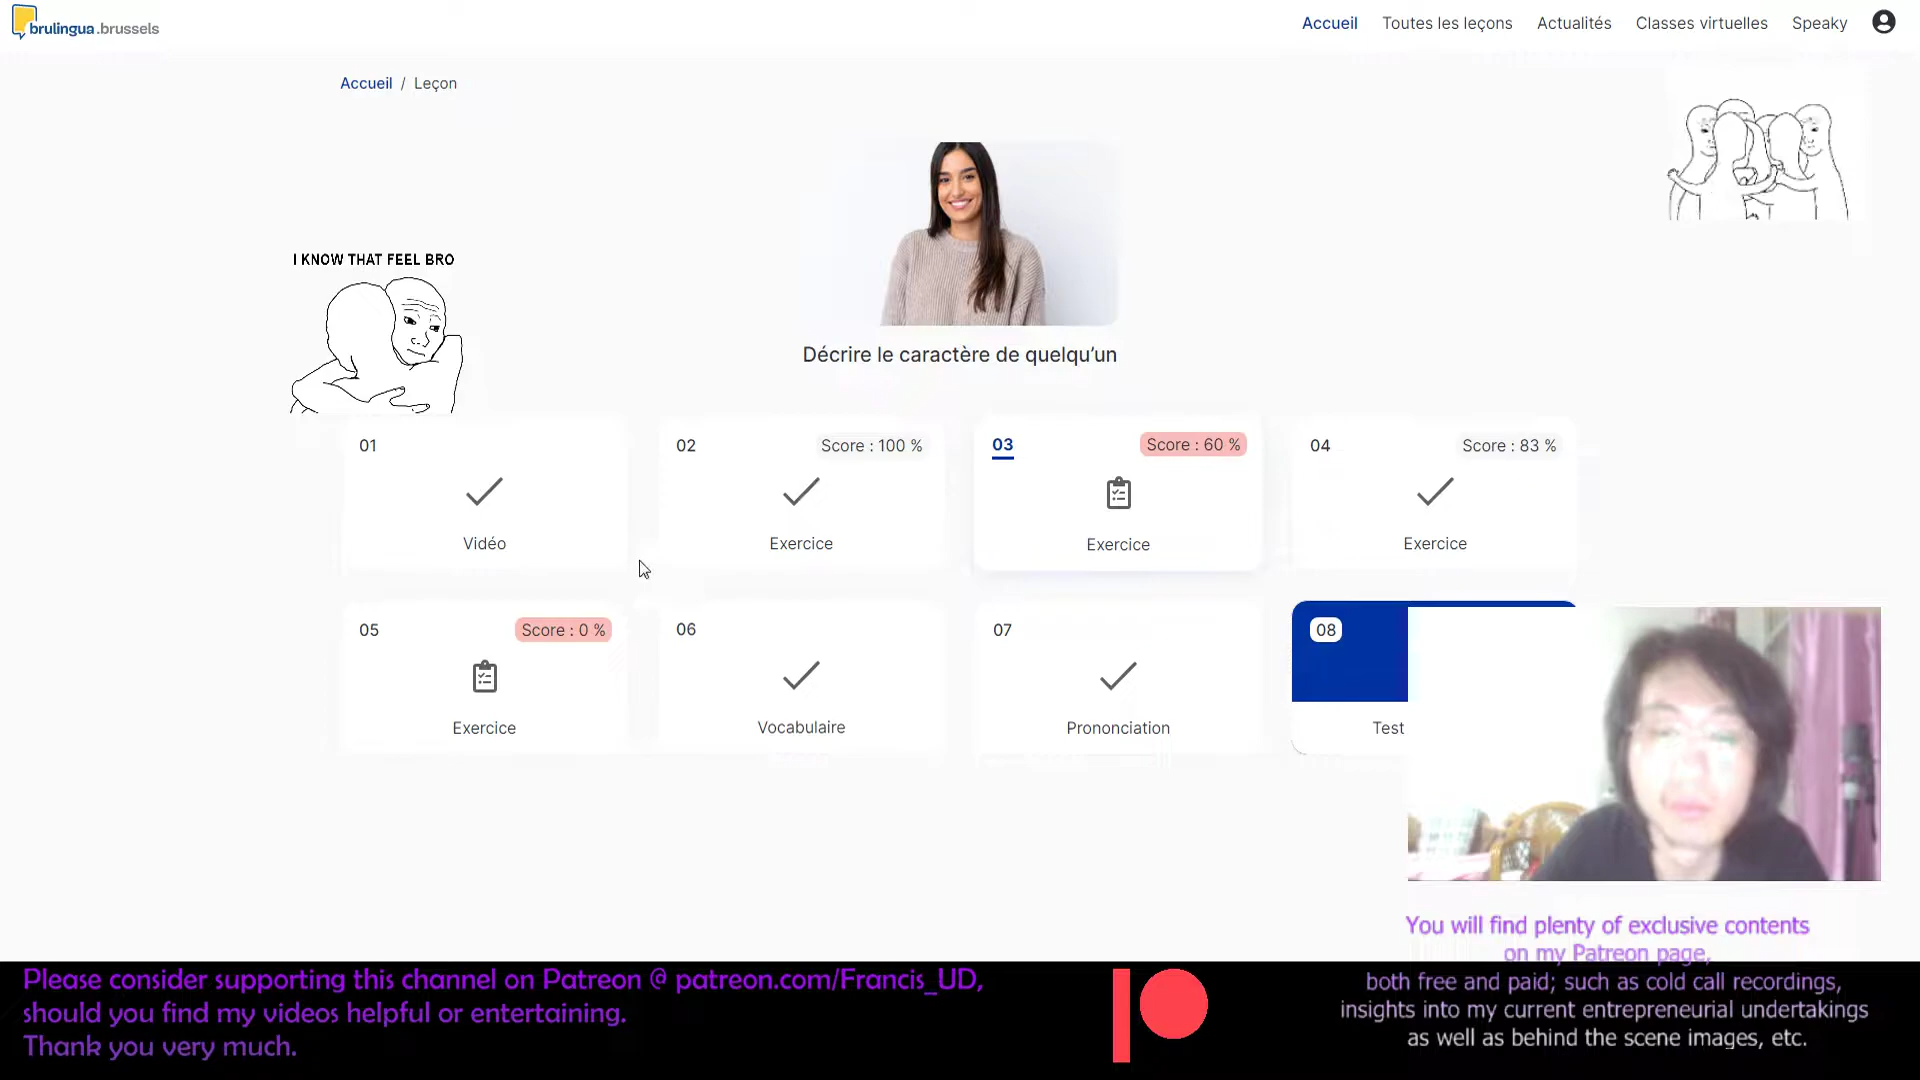 brulingua.brussels
Accueil
Toutes les leçons
Actualités
Classes virtuelles
Speaky
Accueil / Leçon
I KNOW THAT FEEL BRO
Décrire le caractère de quelqu’un
01
Vidéo
02
Score : 100 %
Exercice
03
Score : 60 %
Exercice
04
Score : 83 %
Exercice
05
Score : 0 %
Exercice
06
Vocabulaire
07
Prononciation
08
Test
You will find plenty of exclusive contents
on my Patreon page,
both free and paid; such as cold call recordings,
insights into my current entrepreneurial undertakings
as well as behind the scene images, etc.
Please consider supporting this channel on Patreon @ patreon.com/Francis_UD,
should you find my videos helpful or entertaining.
Thank you very much.